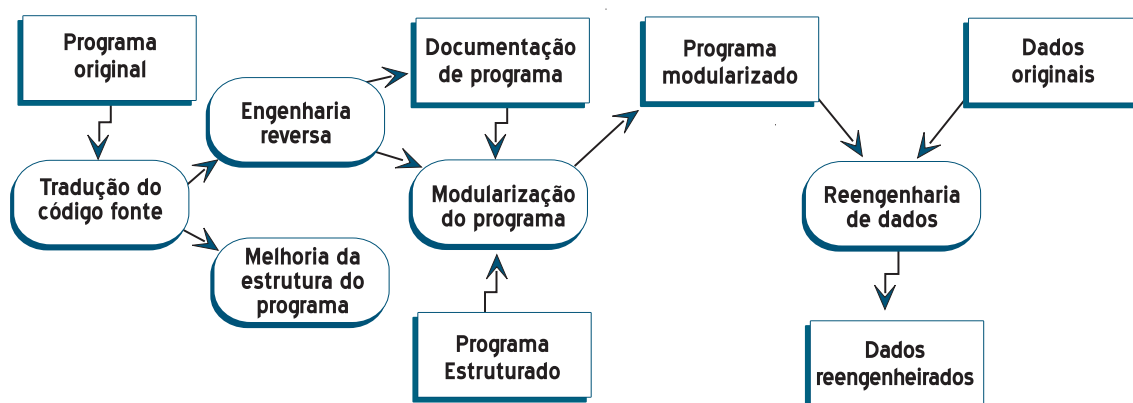 Programa
original
Documentação
de programa
Programa
modularizado
Dados
originais
Engenharia
reversa
Tradução do
código fonte
Modularização
do programa
Reengenharia
de dados
Melhoria da
estrutura do
programa
Programa
Estruturado
Dados
reengenheirados